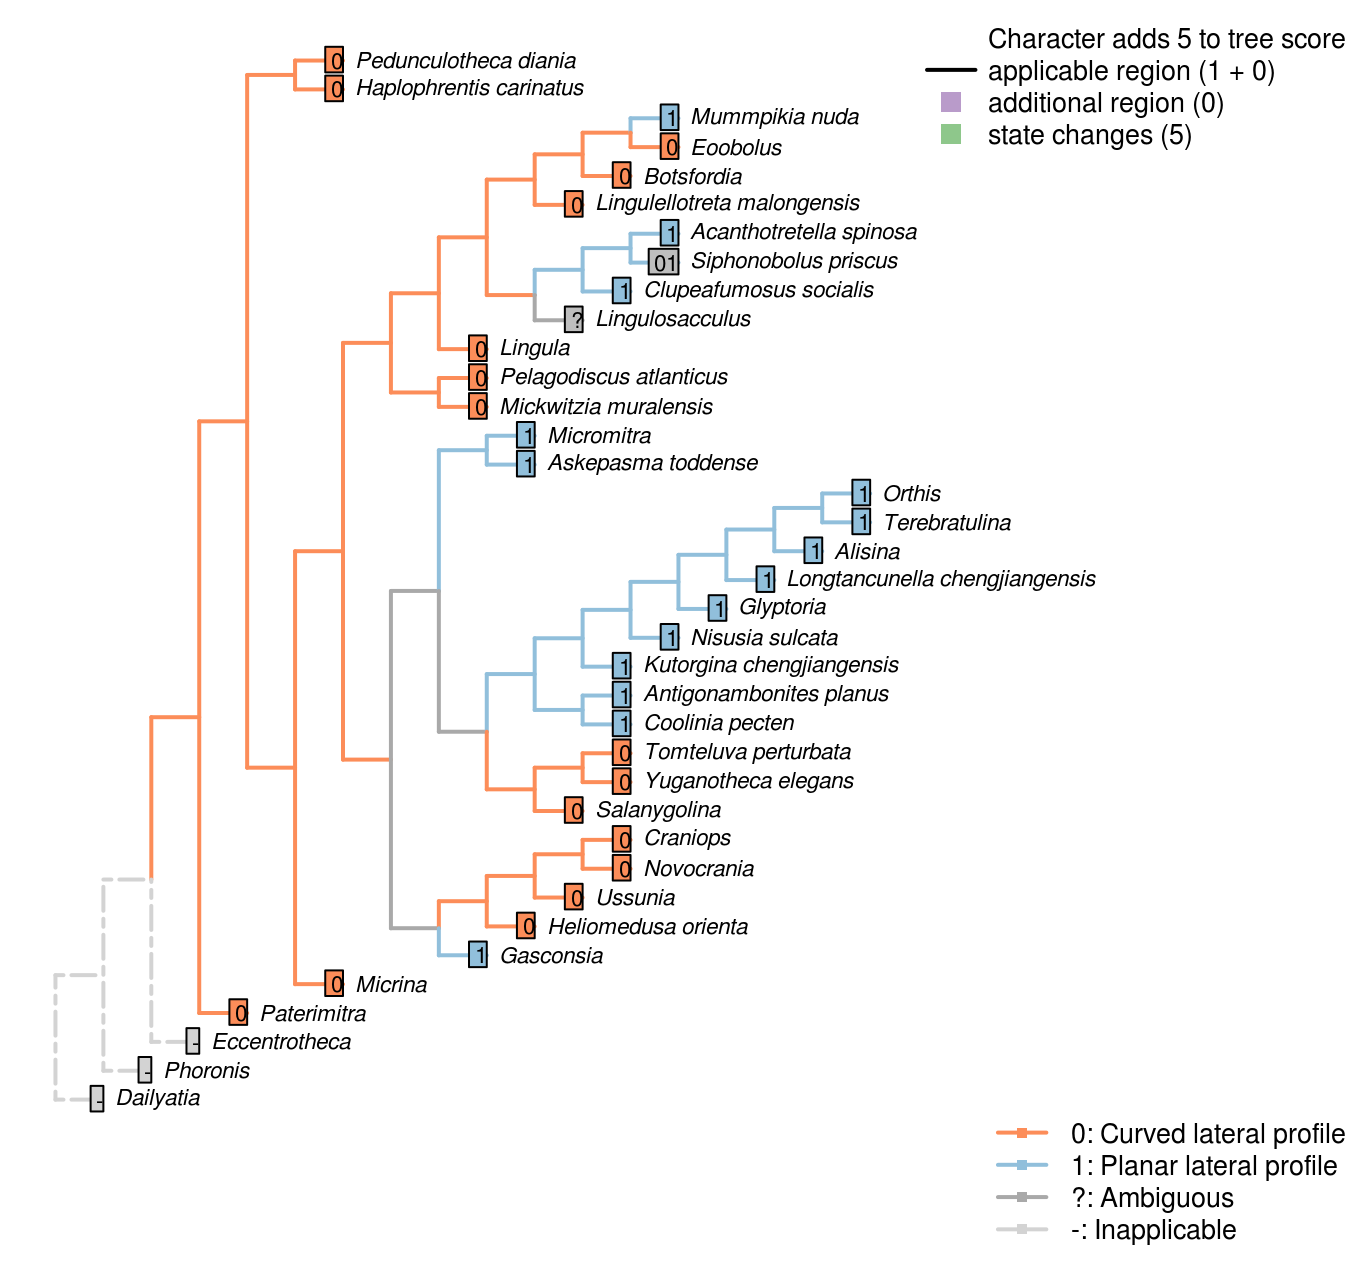 Character adds 5 to tree score
applicable region (1 + 0)
additional region (0)
state changes (5)
0 Pedunculotheca diania
0 Haplophrentis carinatus
1 Mummpikia nuda
0 Eoobolus
0 Botsfordia
0 Lingulellotreta malongensis
1 Acanthotretella spinosa
01 Siphonobolus priscus
1 Clupeafumosus socialis
? Lingulosacculus
0 Lingula
0 Pelagodiscus atlanticus
0 Mickwitzia muralensis
1 Micromitra
1 Askepasma toddense
1 Orthis
1 Terebratulina
1 Alisina
1 Longtancunella chengjiangensis
1 Glyptoria
1 Nisusia sulcata
1 Kutorgina chengjiangensis
1 Antigonambonites planus
1 Coolinia pecten
0 Tomteluva perturbata
0 Yuganotheca elegans
0 Salanygolina
0 Craniops
0 Novocrania
0 Ussunia
0 Heliomedusa orienta
1 Gasconsia
0 Micrina
0 Paterimitra
- Eccentrotheca
- Phoronis
- Dailyatia
0: Curved lateral profile
1: Planar lateral profile
?: Ambiguous
-: Inapplicable